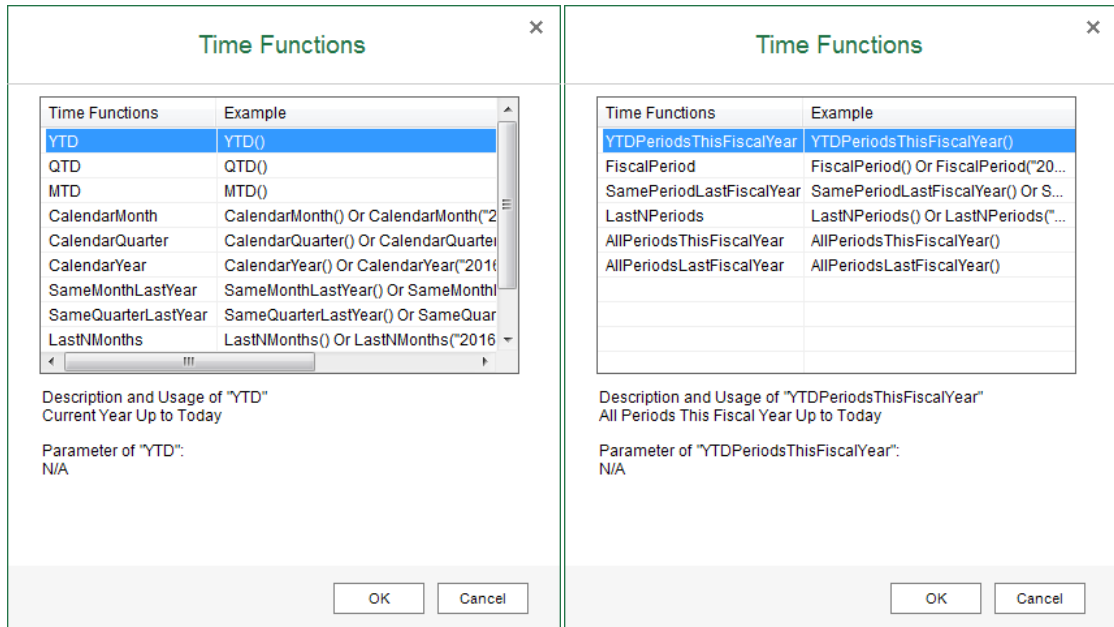 Time Functions
Time Functions Example
YTD YTD()
QTD QTD()
MTD MTD()
CalendarMonth CalendarMonth() Or CalendarMonth("2
CalendarQuarter CalendarQuarter() Or CalendarQuarter
CalendarYear CalendarYear() Or CalendarYear("2016
SameMonthLastYear SameMonthLastYear() Or SameMonthl
SameQuarterLastYear SameQuarterLastYear() Or SameQuar
LastNMonths LastNMonths() Or LastNMonths("2016
Description and Usage of "YTD"
Current Year Up to Today
Parameter of "YTD":
N/A
OK Cancel
Time Functions
Time Functions Example
YTDPeriodsThisFiscalYear YTDPeriodsThisFiscalYear()
FiscalPeriod FiscalPeriod() Or FiscalPeriod("20...
SamePeriodLastFiscalYear SamePeriodLastFiscalYear() Or S...
LastNPeriods LastNPeriods() Or LastNPeriods("...
AllPeriodsThisFiscalYear AllPeriodsThisFiscalYear()
AllPeriodsLastFiscalYear AllPeriodsLastFiscalYear()
Description and Usage of "YTDPeriodsThisFiscalYear"
All Periods This Fiscal Year Up to Today
Parameter of "YTDPeriodsThisFiscalYear":
N/A
OK Cancel